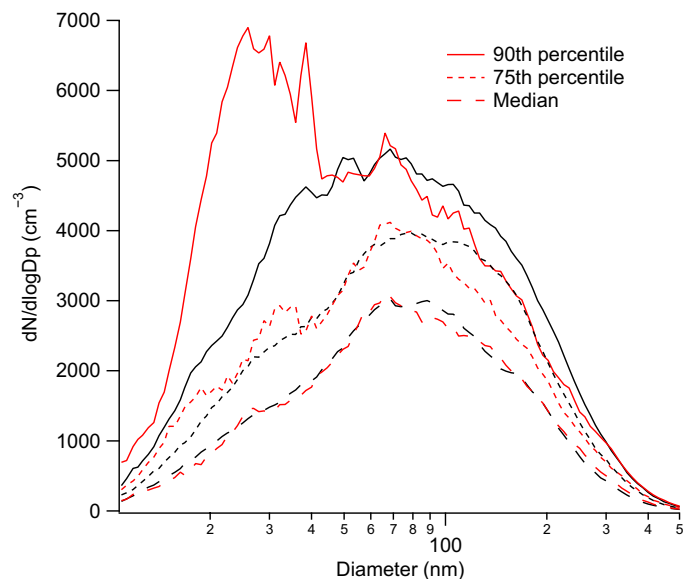 7000
6000
5000
4000
3000
2000
1000
0
dN/dlogDp (cm⁻³)
90th percentile
75th percentile
Median
2 3 4 5 6 7 8 9 100 2 3 4 5
Diameter (nm)